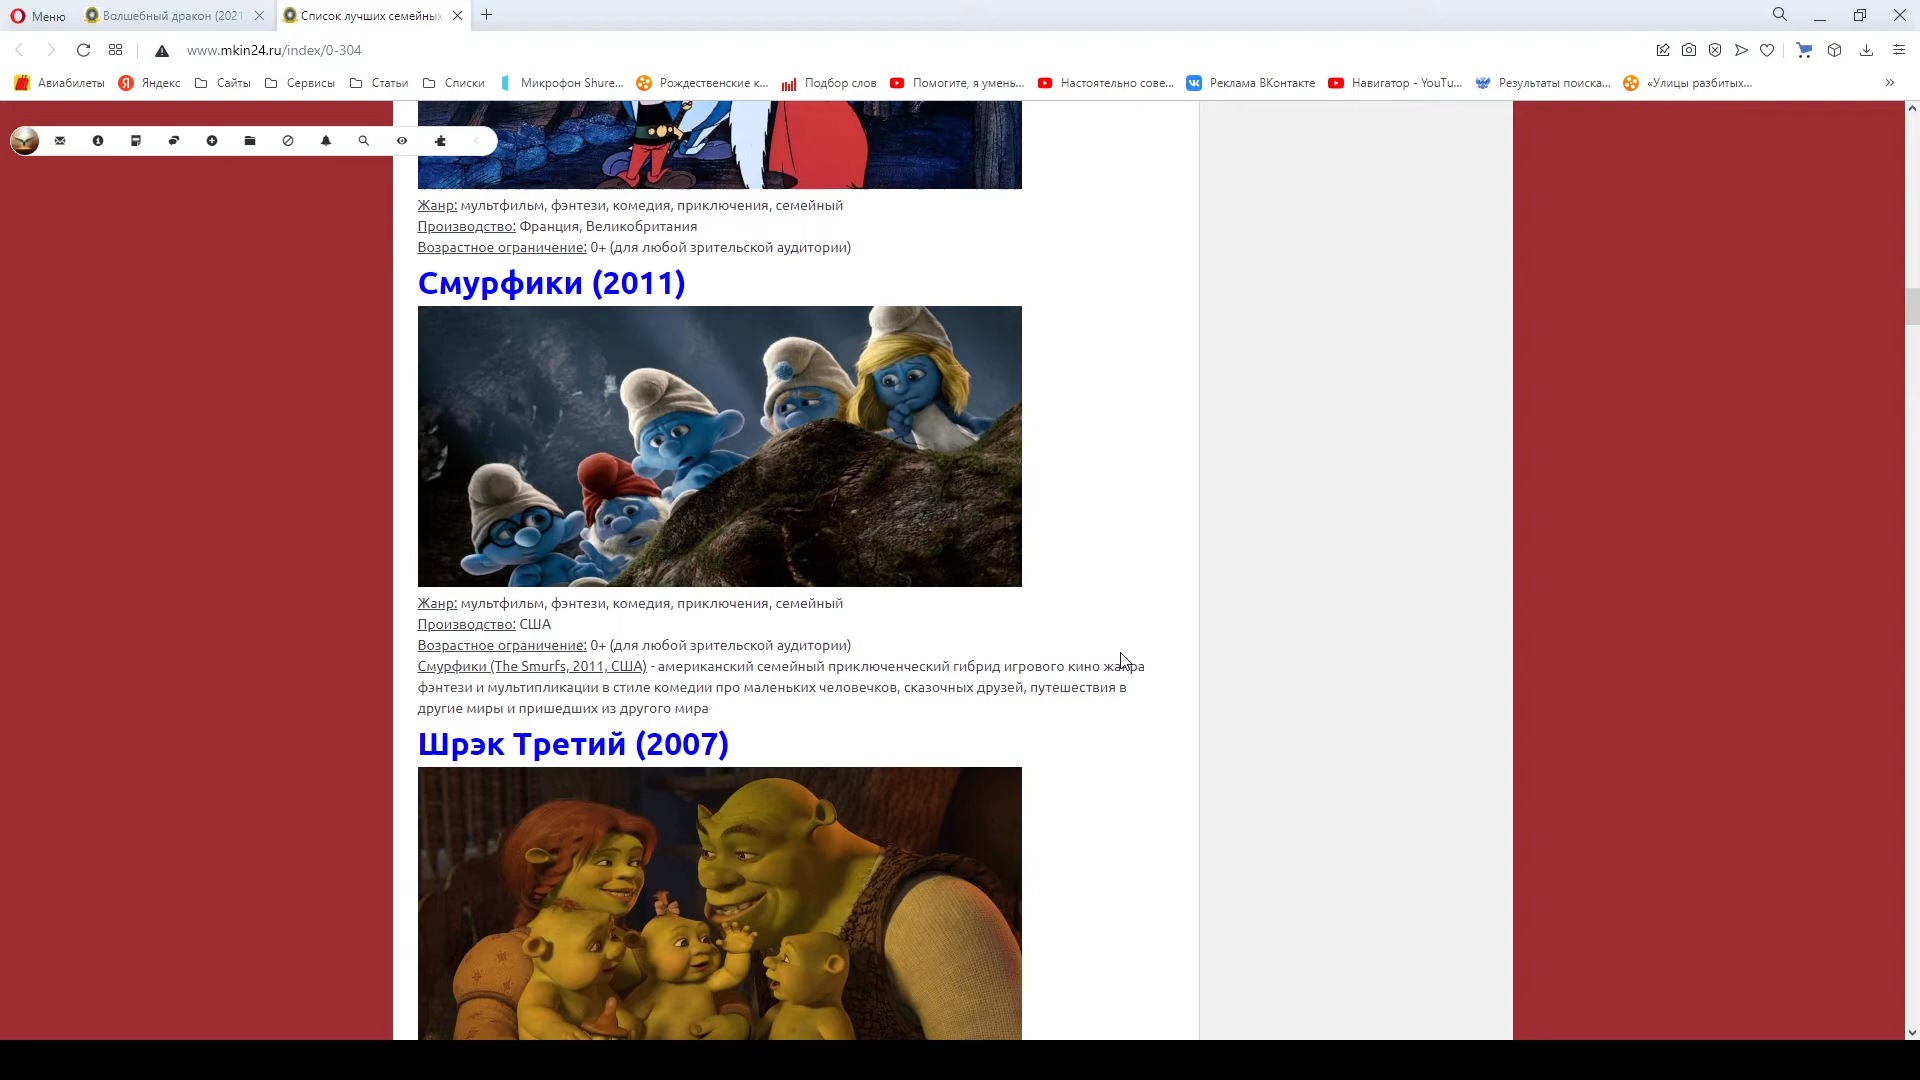 Меню
Волшебный дракон (2021
Список лучших семейных
www.mkin24.ru/index/0-304
Авиабилеты
Яндекс
Сайты
Сервисы
Статьи
Списки
Микрофон Shure...
Рождественские к...
Подбор слов
Помогите, я умень...
Настоятельно сове...
Реклама ВКонтакте
Навигатор - YouTu...
Результаты поиска...
«Улицы разбитых...
Жанр: мультфильм, фэнтези, комедия, приключения, семейный
Производство: Франция, Великобритания
Возрастное ограничение: 0+ (для любой зрительской аудитории)
Смурфики (2011)
Жанр: мультфильм, фэнтези, комедия, приключения, семейный
Производство: США
Возрастное ограничение: 0+ (для любой зрительской аудитории)
Смурфики (The Smurfs, 2011, США) - американский семейный приключенческий гибрид игрового кино жанра
фэнтези и мультипликации в стиле комедии про маленьких человечков, сказочных друзей, путешествия в
другие миры и пришедших из другого мира
Шрэк Третий (2007)